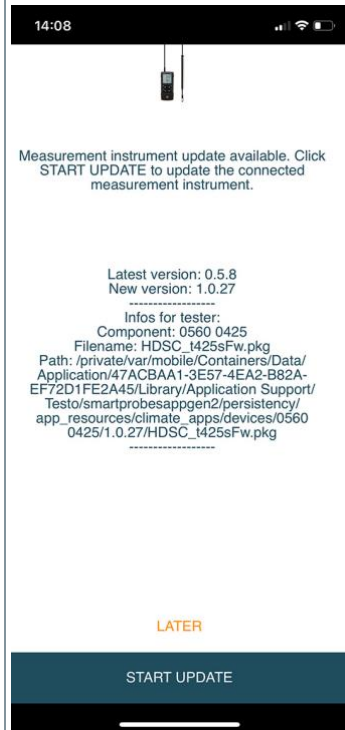 14:08
Measurement instrument update available. Click
START UPDATE to update the connected
measurement instrument.
Latest version: 0.5.8
New version: 1.0.27
------------------
Infos for tester:
Component: 0560 0425
Filename: HDSC_t425sFw.pkg
Path: /private/var/mobile/Containers/Data/
Application/47ACBAA1-3E57-4EA2-B82A-
EF72D1FE2A45/Library/Application Support/
Testo/smartprobesappgen2/persistency/
app_resources/climate_apps/devices/0560
0425/1.0.27/HDSC_t425sFw.pkg
------------------
LATER
START UPDATE